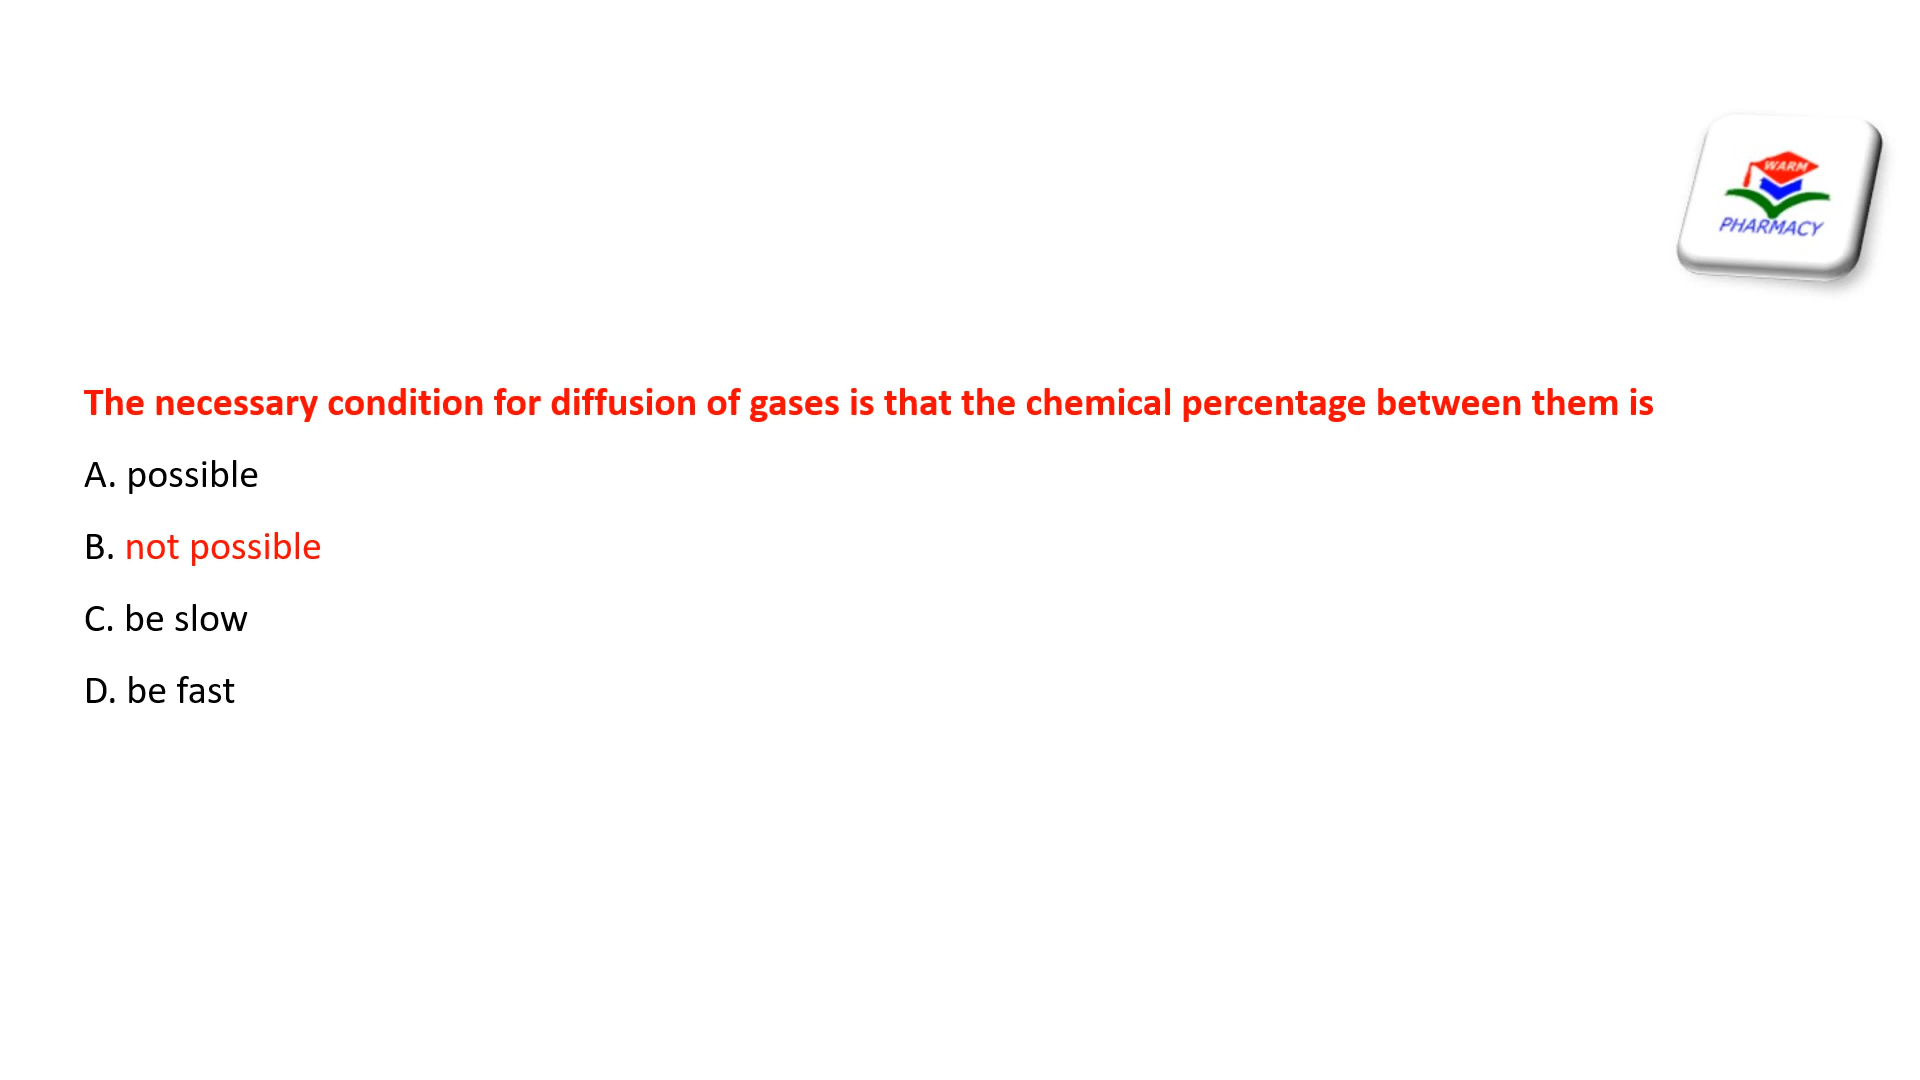 WARM
PHARMACY
The necessary condition for diffusion of gases is that the chemical percentage between them is
A. possible
B. not possible
C. be slow
D. be fast